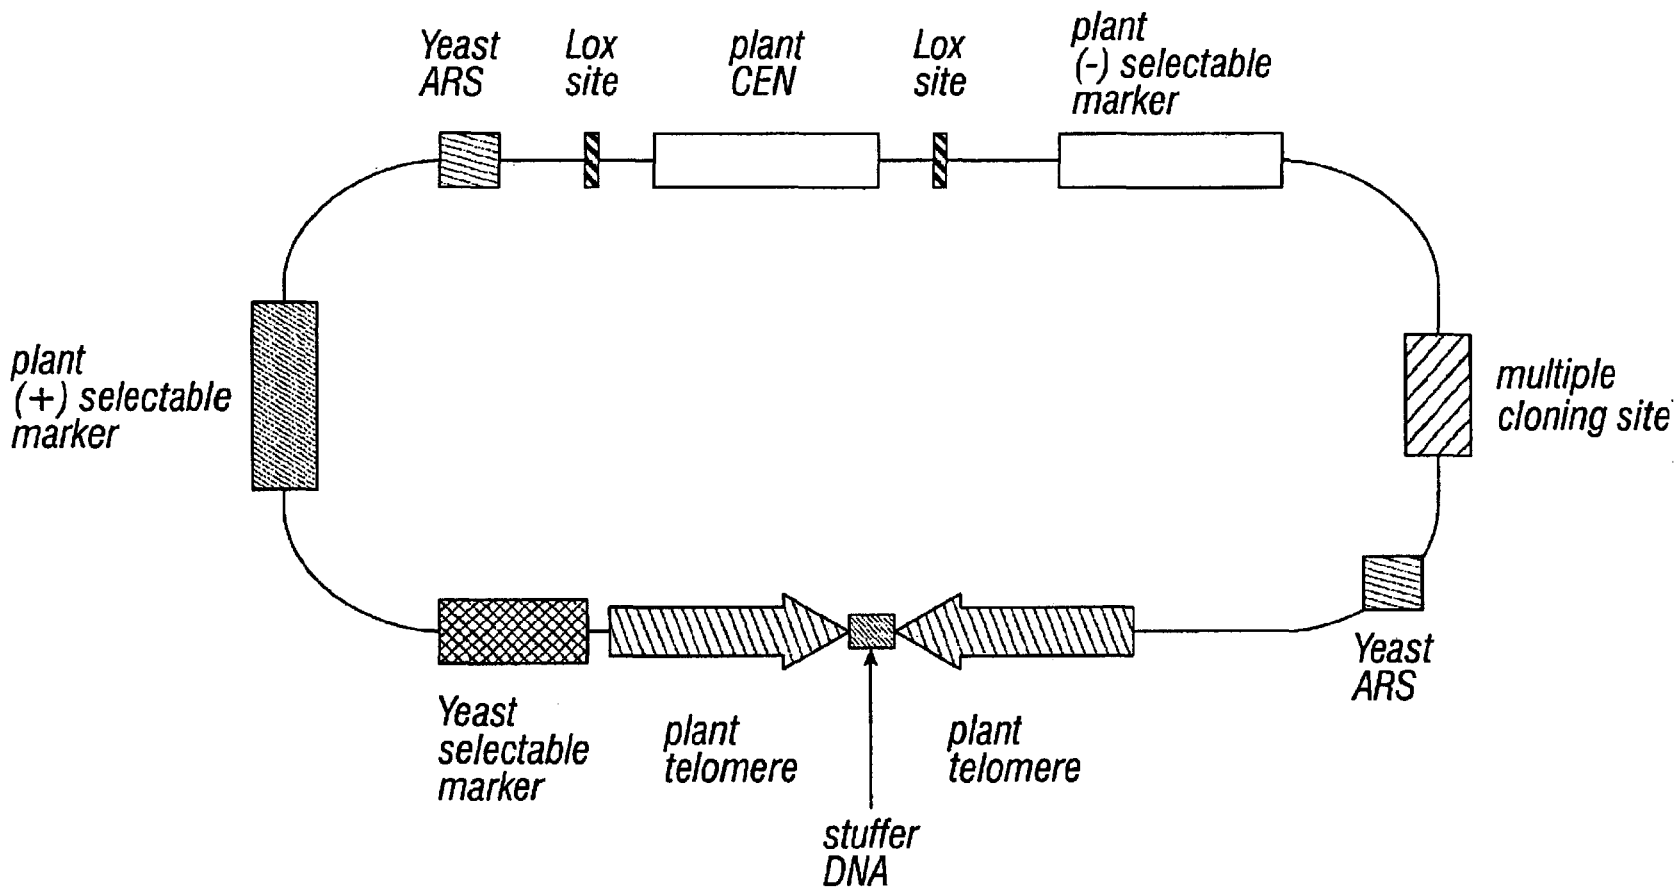 Yeast
ARS
Lox
site
plant
CEN
Lox
site
plant
(-) selectable
marker
plant
(+) selectable
marker
multiple
cloning site
Yeast
selectable
marker
plant
telomere
plant
telomere
Yeast
ARS
stuffer
DNA